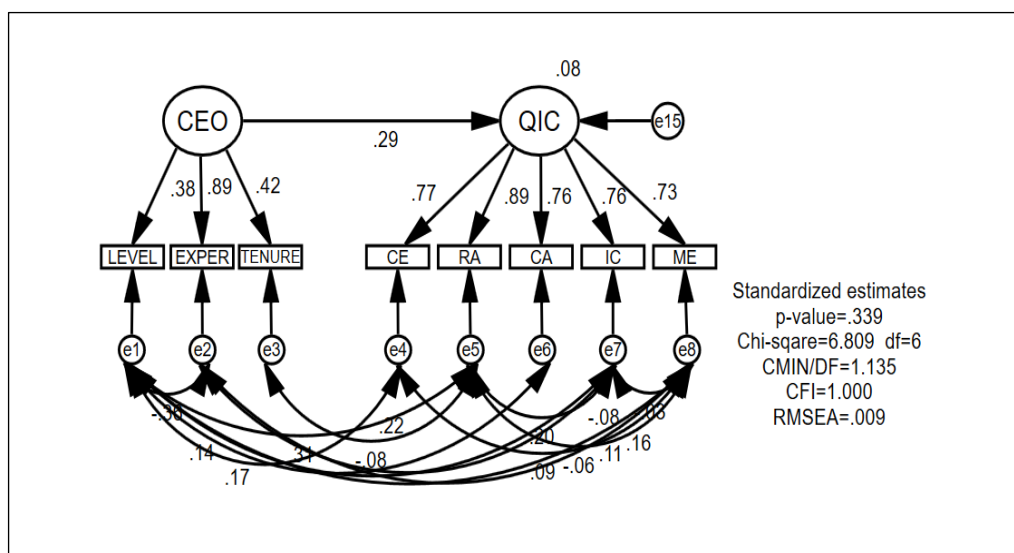 .08
CEO
QIC
e15
.29
.38
.89
.42
.77
.89
.76
.76
.73
LEVEL
EXPER
TENURE
CE
RA
CA
IC
ME
Standardized estimates
p-value=.339
Chi-sqare=6.809 df=6
CMIN/DF=1.135
CFI=1.000
RMSEA=.009
e1
e2
e3
e4
e5
e6
e7
e8
.22
-.08
.20
.14
.31
-.08
.11
.16
.17
.09
-.06